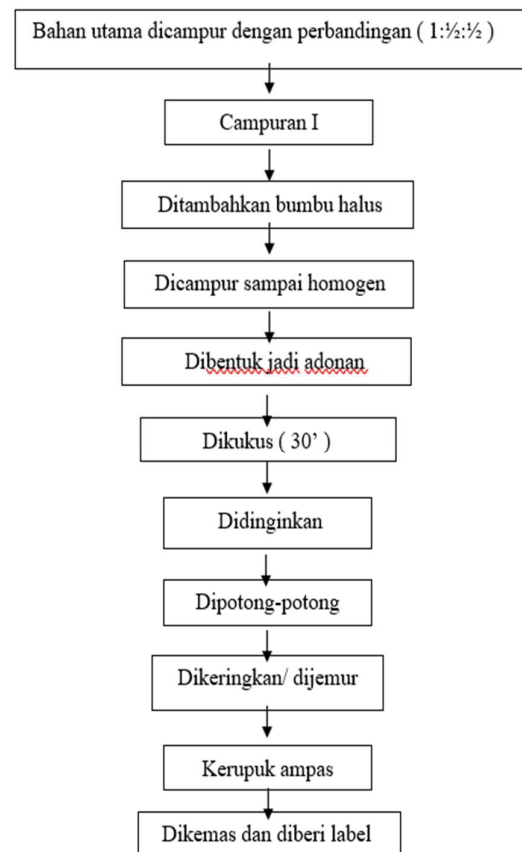 Bahan utama dicampur dengan perbandingan ( 1:½:½ )
Campuran I
Ditambahkan bumbu halus
Dicampur sampai homogen
Dibentuk jadi adonan
Dikukus ( 30’ )
Didinginkan
Dipotong-potong
Dikeringkan/ dijemur
Kerupuk ampas
Dikemas dan diberi label